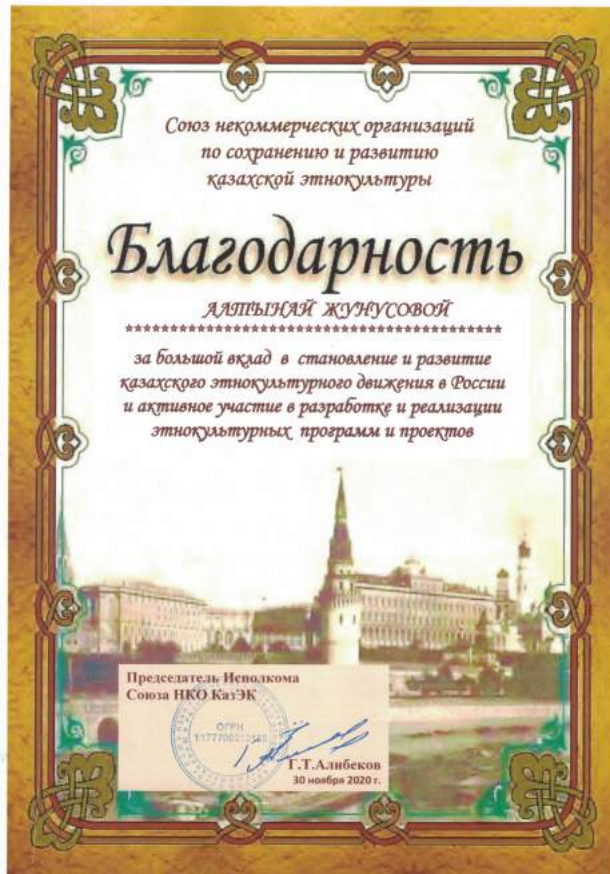 Союз некоммерческих организаций
по сохранению и развитию
казахской этнокультуры
Благодарность
АЛТЫНАЙ ЖУНУСОВОЙ
******************************************
за большой вклад в становление и развитие
казахского этнокультурного движения в России
и активное участие в разработке и реализации
этнокультурных программ и проектов
Председатель Исполкома
Союза НКО КазЭК
ОГРН
Г.Т.Алибеков
30 ноября 2020 г.